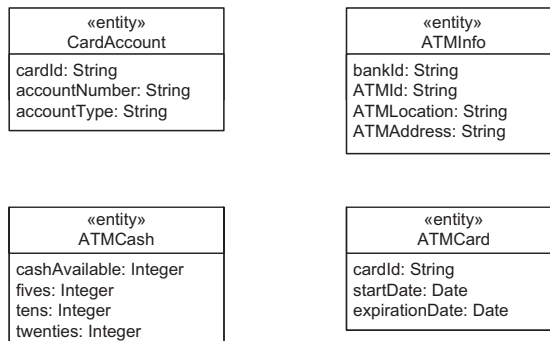 «entity»
CardAccount
cardId: String
accountNumber: String
accountType: String
«entity»
ATMInfo
bankId: String
ATMId: String
ATMLocation: String
ATMAddress: String
«entity»
ATMCash
cashAvailable: Integer
fives: Integer
tens: Integer
twenties: Integer
«entity»
ATMCard
cardId: String
startDate: Date
expirationDate: Date